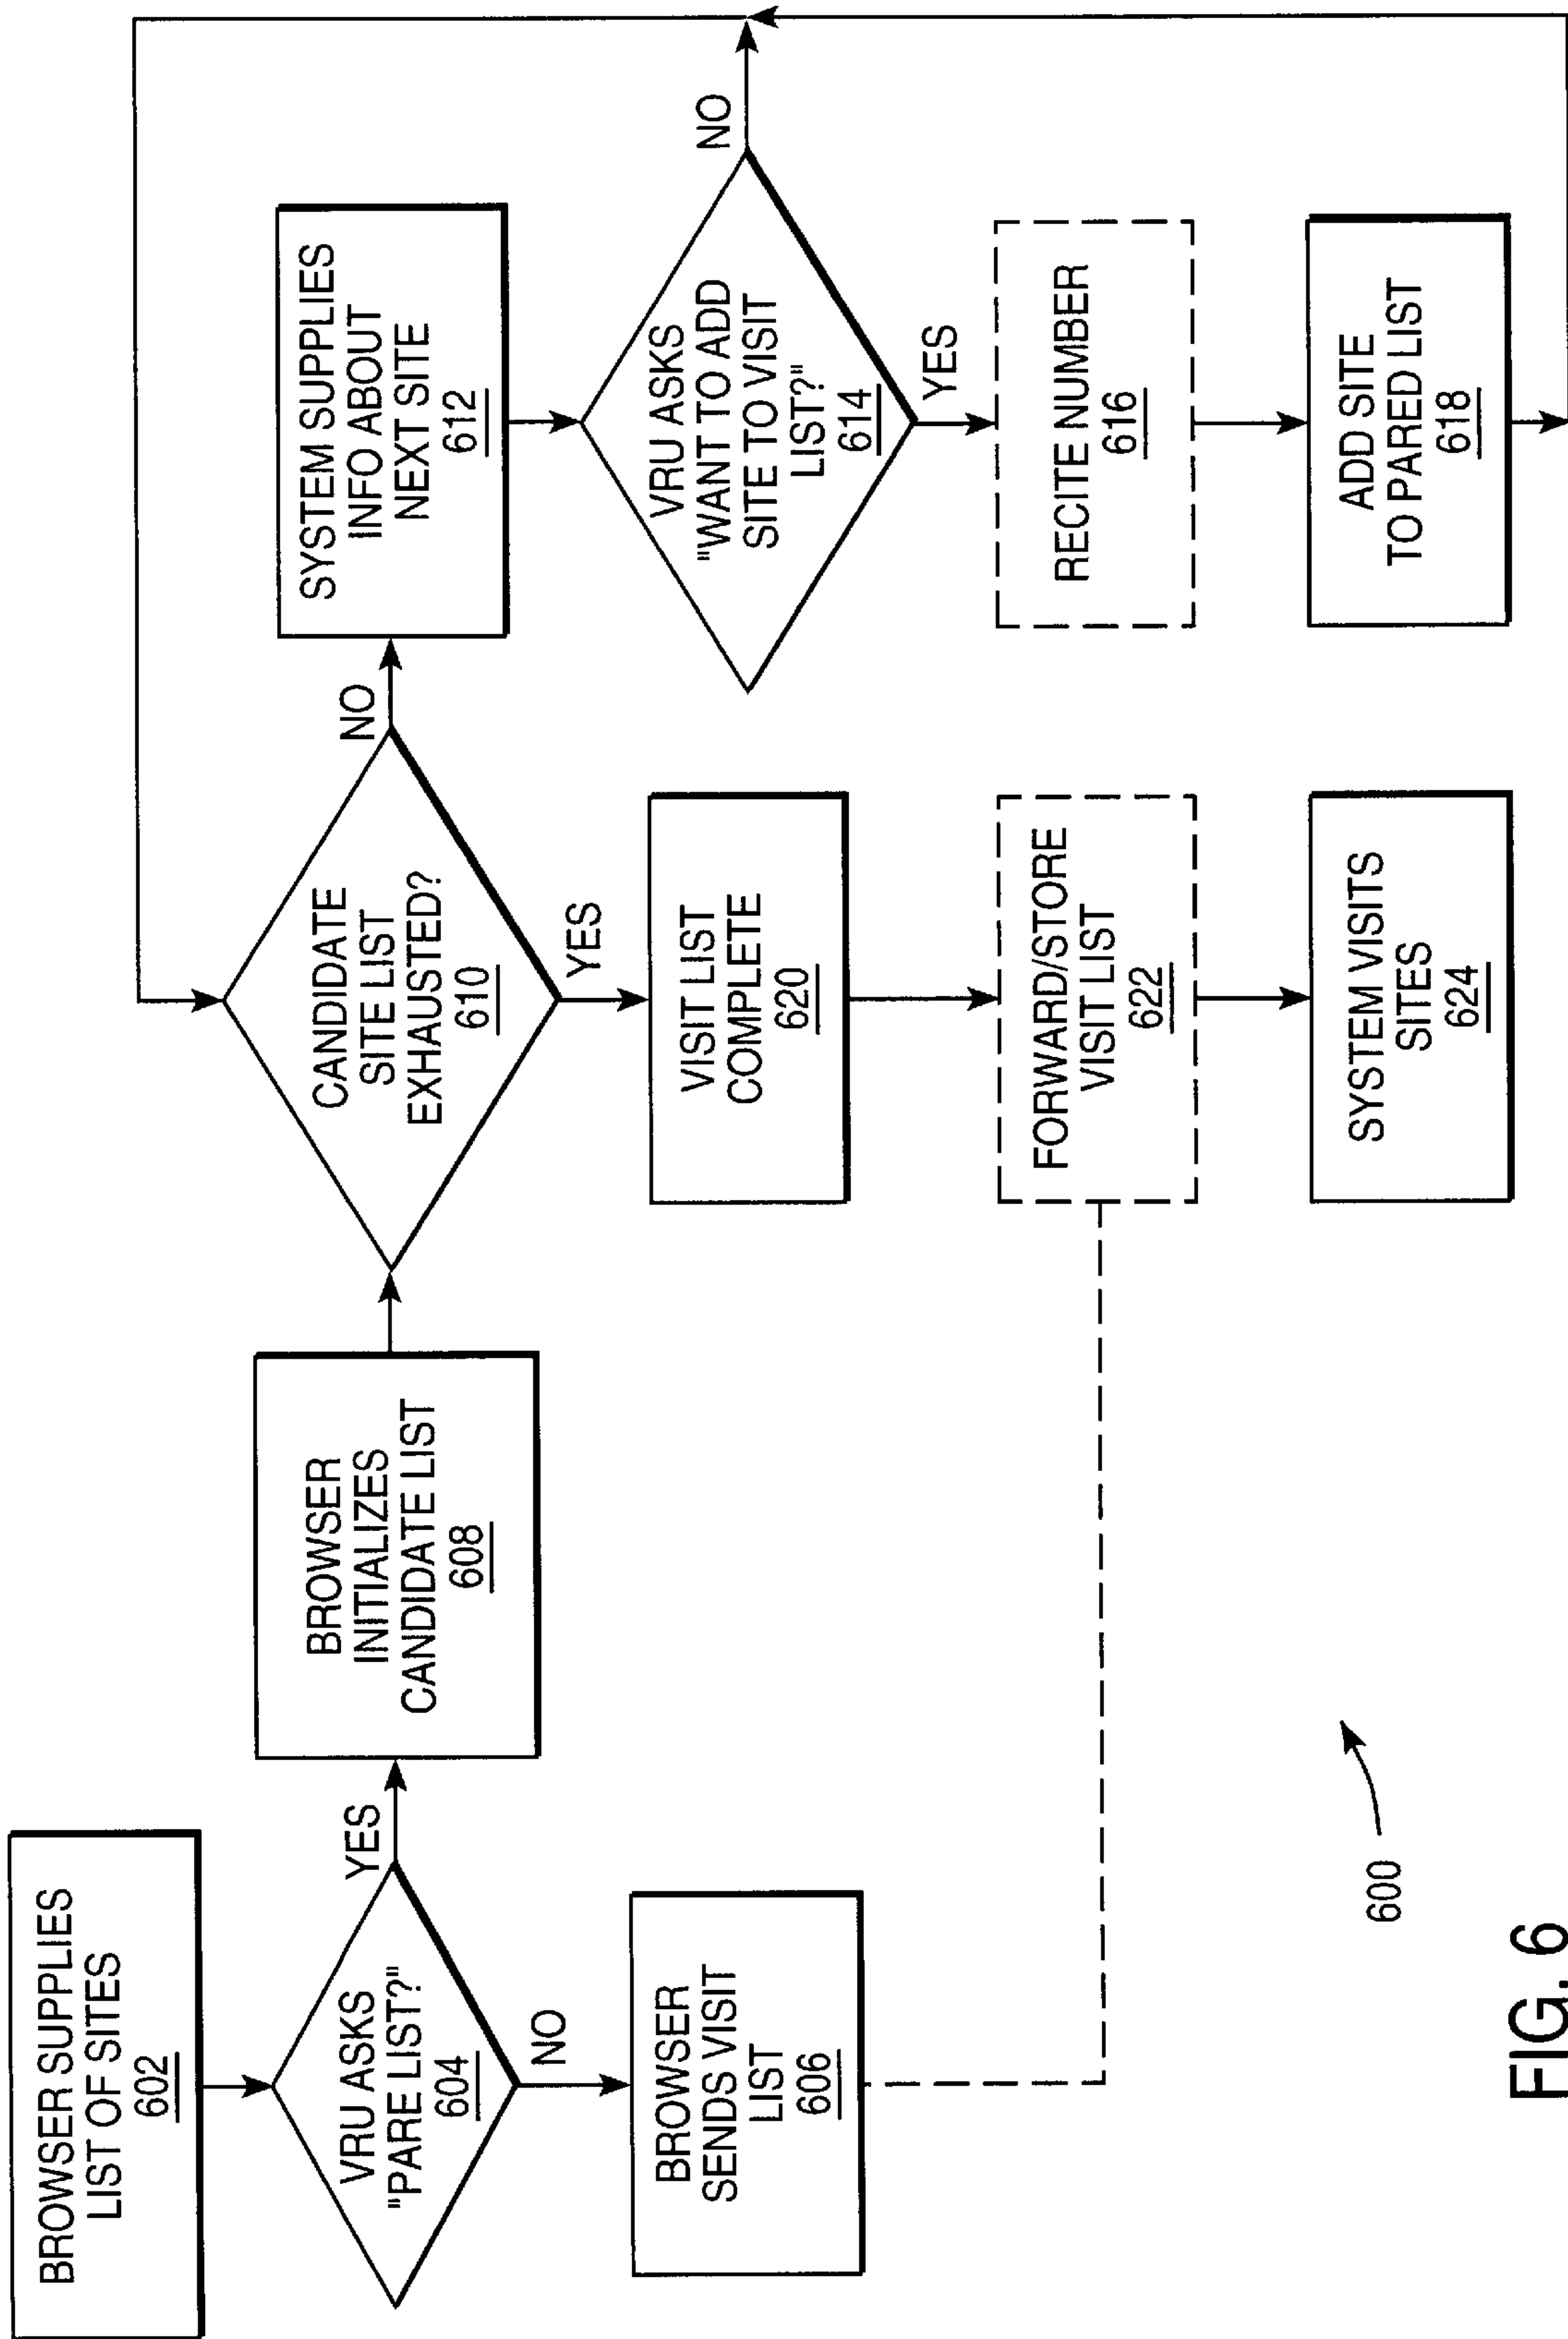 BROWSER SUPPLIES
LIST OF SITES
602
VRU ASKS
"PARE LIST?"
604
YES
NO
BROWSER
SENDS VISIT
LIST
606
BROWSER
INITIALIZES
CANDIDATE LIST
608
CANDIDATE
SITE LIST
EXHAUSTED?
610
NO
YES
SYSTEM SUPPLIES
INFO ABOUT
NEXT SITE
612
VRU ASKS
"WANT TO ADD
SITE TO VISIT
LIST?"
614
NO
YES
RECITE NUMBER
616
ADD SITE
TO PARED LIST
618
VISIT LIST
COMPLETE
620
FORWARD/STORE
VISIT LIST
622
SYSTEM VISITS
SITES
624
600
FIG. 6